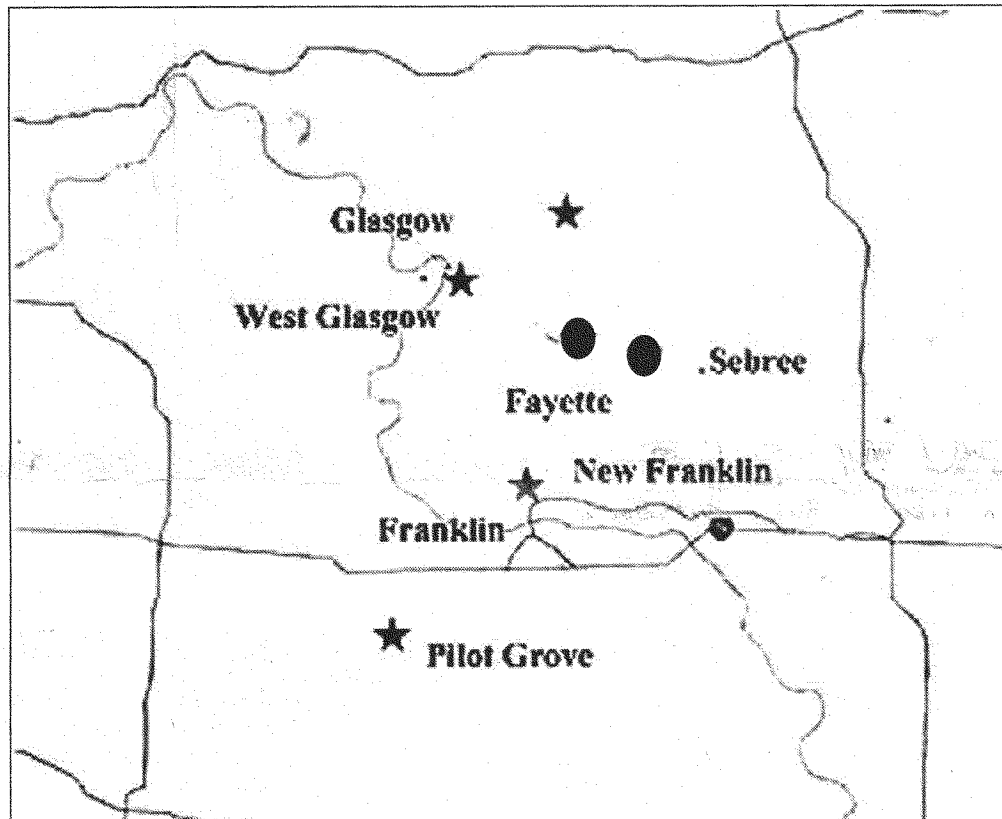 Glasgow
West Glasgow
.Sebree
Fayette
New Franklin
Franklin
Pilot Grove